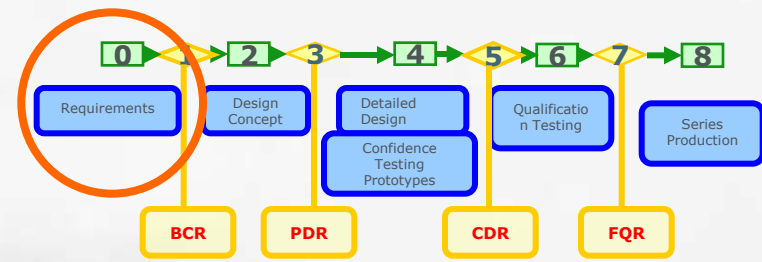 0 1 2 3 4 5 6 7 8
Requirements
Design
Concept
Detailed
Design
Confidence
Testing
Prototypes
Qualificatio
n Testing
Series
Production
BCR
PDR
CDR
FQR